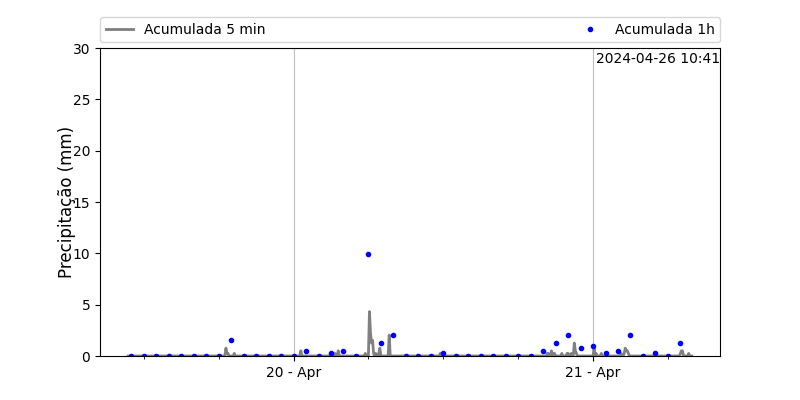 Acumulada 5 min
Acumulada 1h
2024-04-26 10:41
Precipitação (mm)
30
25
20
15
10
5
0
20 - Apr
21 - Apr